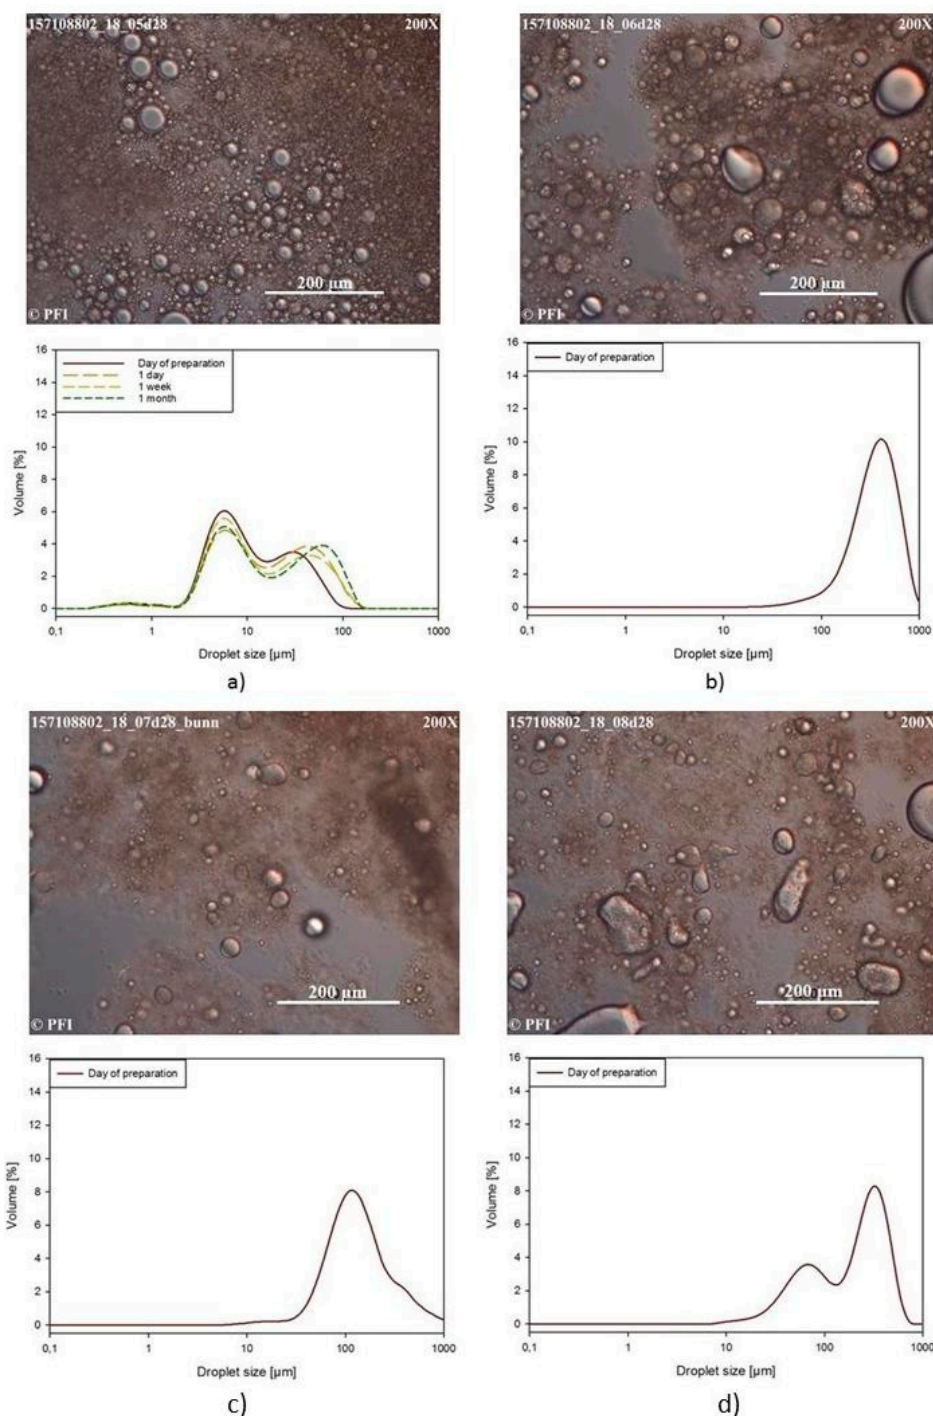 157108802_18_05d28 200X
200 µm
© PFI
157108802_18_06d28 200X
200 µm
© PFI
16
14
12
10
8
6
4
2
0
Volume [%]
Day of preparation
1 day
1 week
1 month
0,1 1 10 100 1000
Droplet size [µm]
a)
16
14
12
10
8
6
4
2
0
Volume [%]
Day of preparation
0,1 1 10 100 1000
Droplet size [µm]
b)
157108802_18_07d28_bunn 200X
200 µm
© PFI
157108802_18_08d28 200X
200 µm
© PFI
16
14
12
10
8
6
4
2
0
Volume [%]
Day of preparation
0,1 1 10 100 1000
Droplet size [µm]
c)
16
14
12
10
8
6
4
2
0
Volume [%]
Day of preparation
0,1 1 10 100 1000
Droplet size [µm]
d)